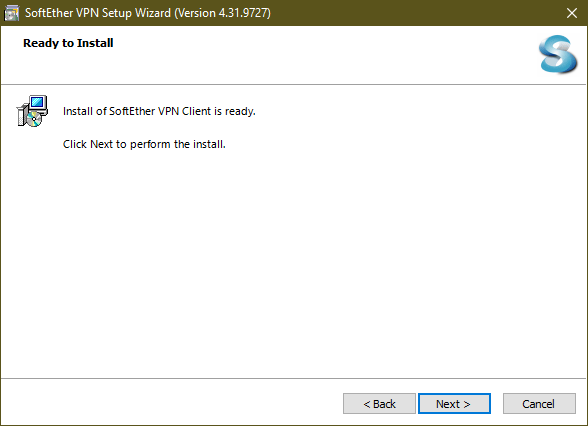 SoftEther VPN Setup Wizard (Version 4.31.9727)
Ready to Install
Install of SoftEther VPN Client is ready.
Click Next to perform the install.
< Back
Next >
Cancel